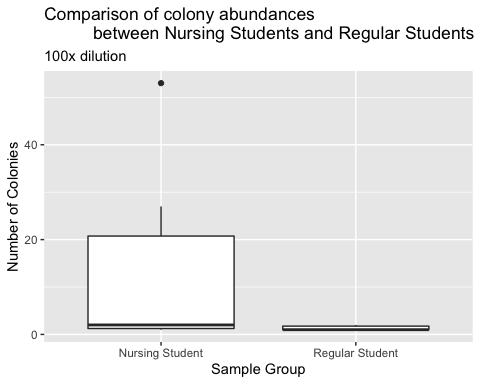 Comparison of colony abundances
between Nursing Students and Regular Students
100x dilution
Number of Colonies
40
20
0
Nursing Student
Regular Student
Sample Group